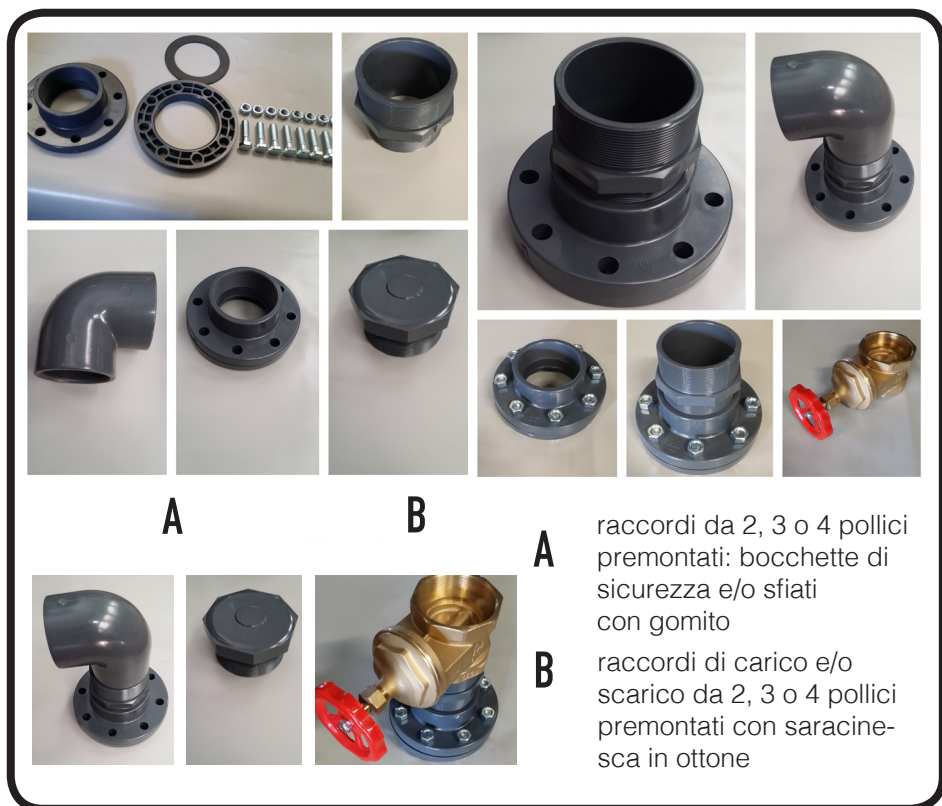 A
B
A
raccordi da 2, 3 o 4 pollici
premontati: bocchette di
sicurezza e/o sfiati
con gomito
B
raccordi di carico e/o
scarico da 2, 3 o 4 pollici
premontati con saracine-
sca in ottone